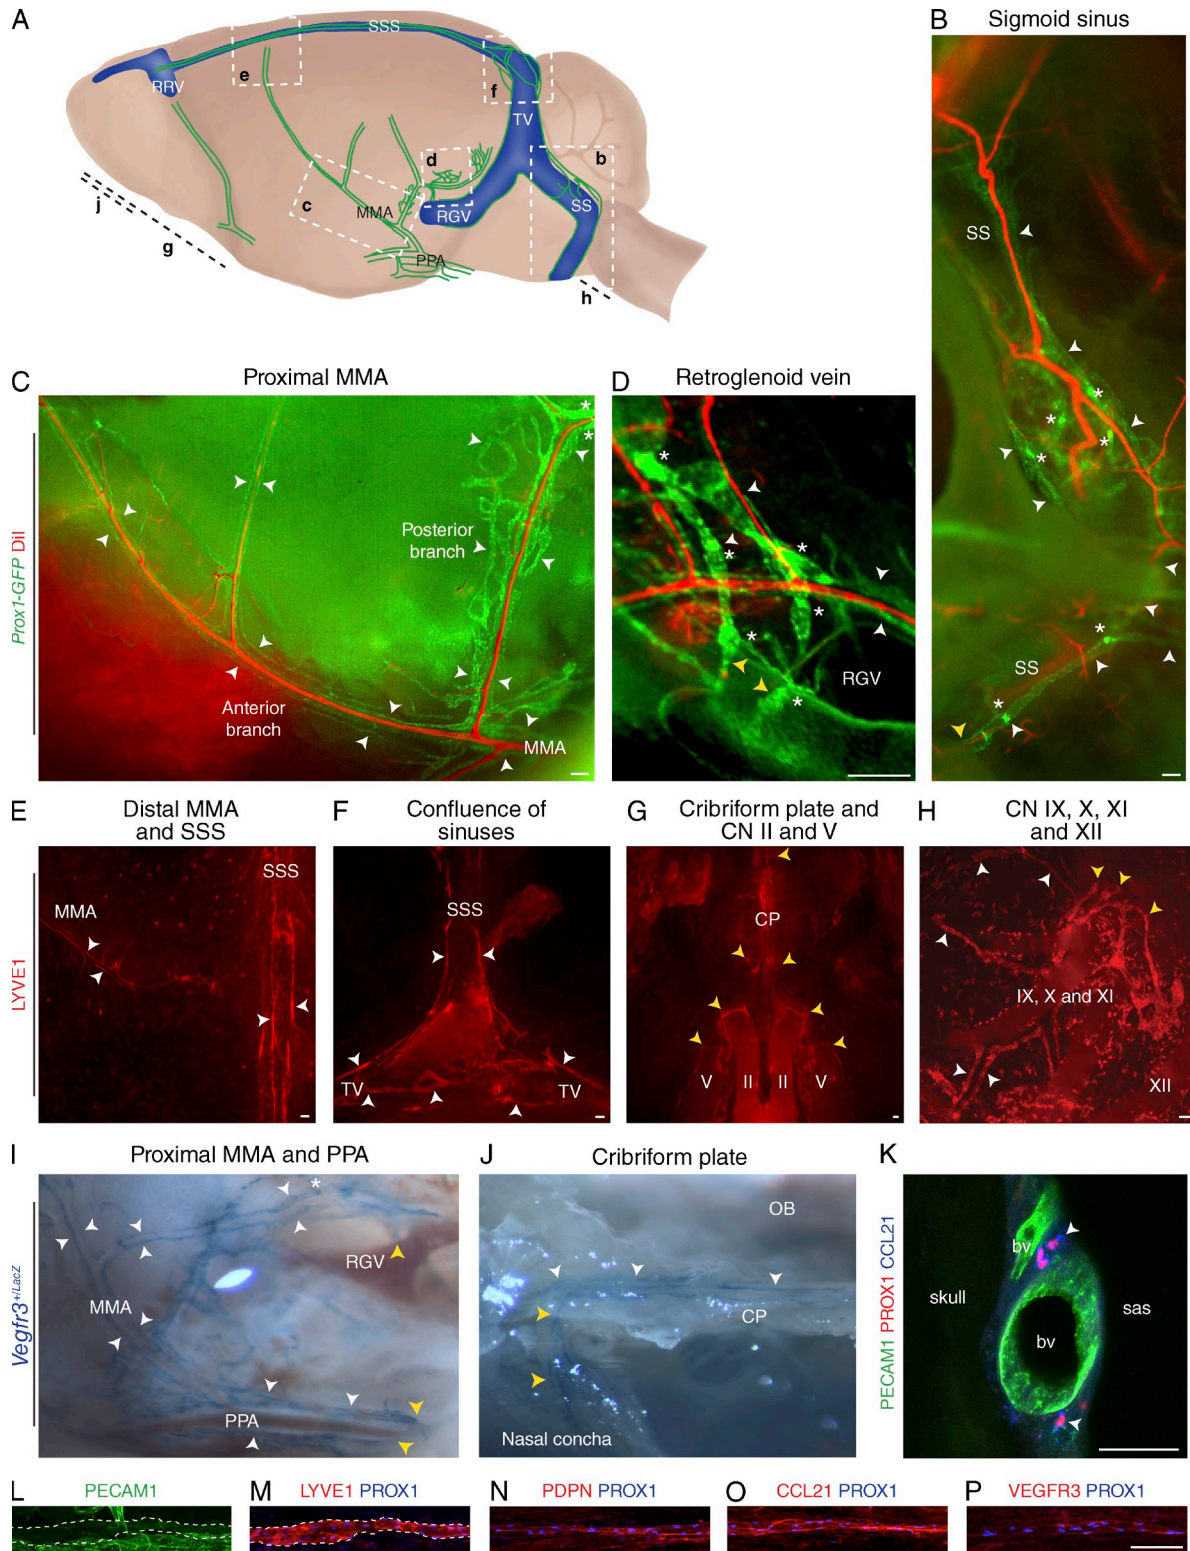 A
SSS
RRV
e
f
TV
d
b
c
MMA
RGV
SS
PPA
j
g
h
B
Sigmoid sinus
SS
*
*
*
*
*
SS
*
C
Proximal MMA
Prox1-GFP DiI
*
*
Posterior
branch
Anterior
branch
MMA
D
Retroglenoid vein
*
*
*
*
*
*
RGV
E
Distal MMA
and SSS
LYVE1
SSS
MMA
F
Confluence of
sinuses
SSS
TV
TV
G
Cribriform plate and
CN II and V
CP
V
II
II
V
H
CN IX, X, XI
and XII
IX, X and XI
XII
I
Proximal MMA and PPA
Vegfr3+/LacZ
*
RGV
MMA
PPA
J
Cribriform plate
OB
CP
Nasal concha
K
PECAM1 PROX1 CCL21
bv
skull
sas
bv
L
PECAM1
M
LYVE1 PROX1
N
PDPN PROX1
O
CCL21 PROX1
P
VEGFR3 PROX1